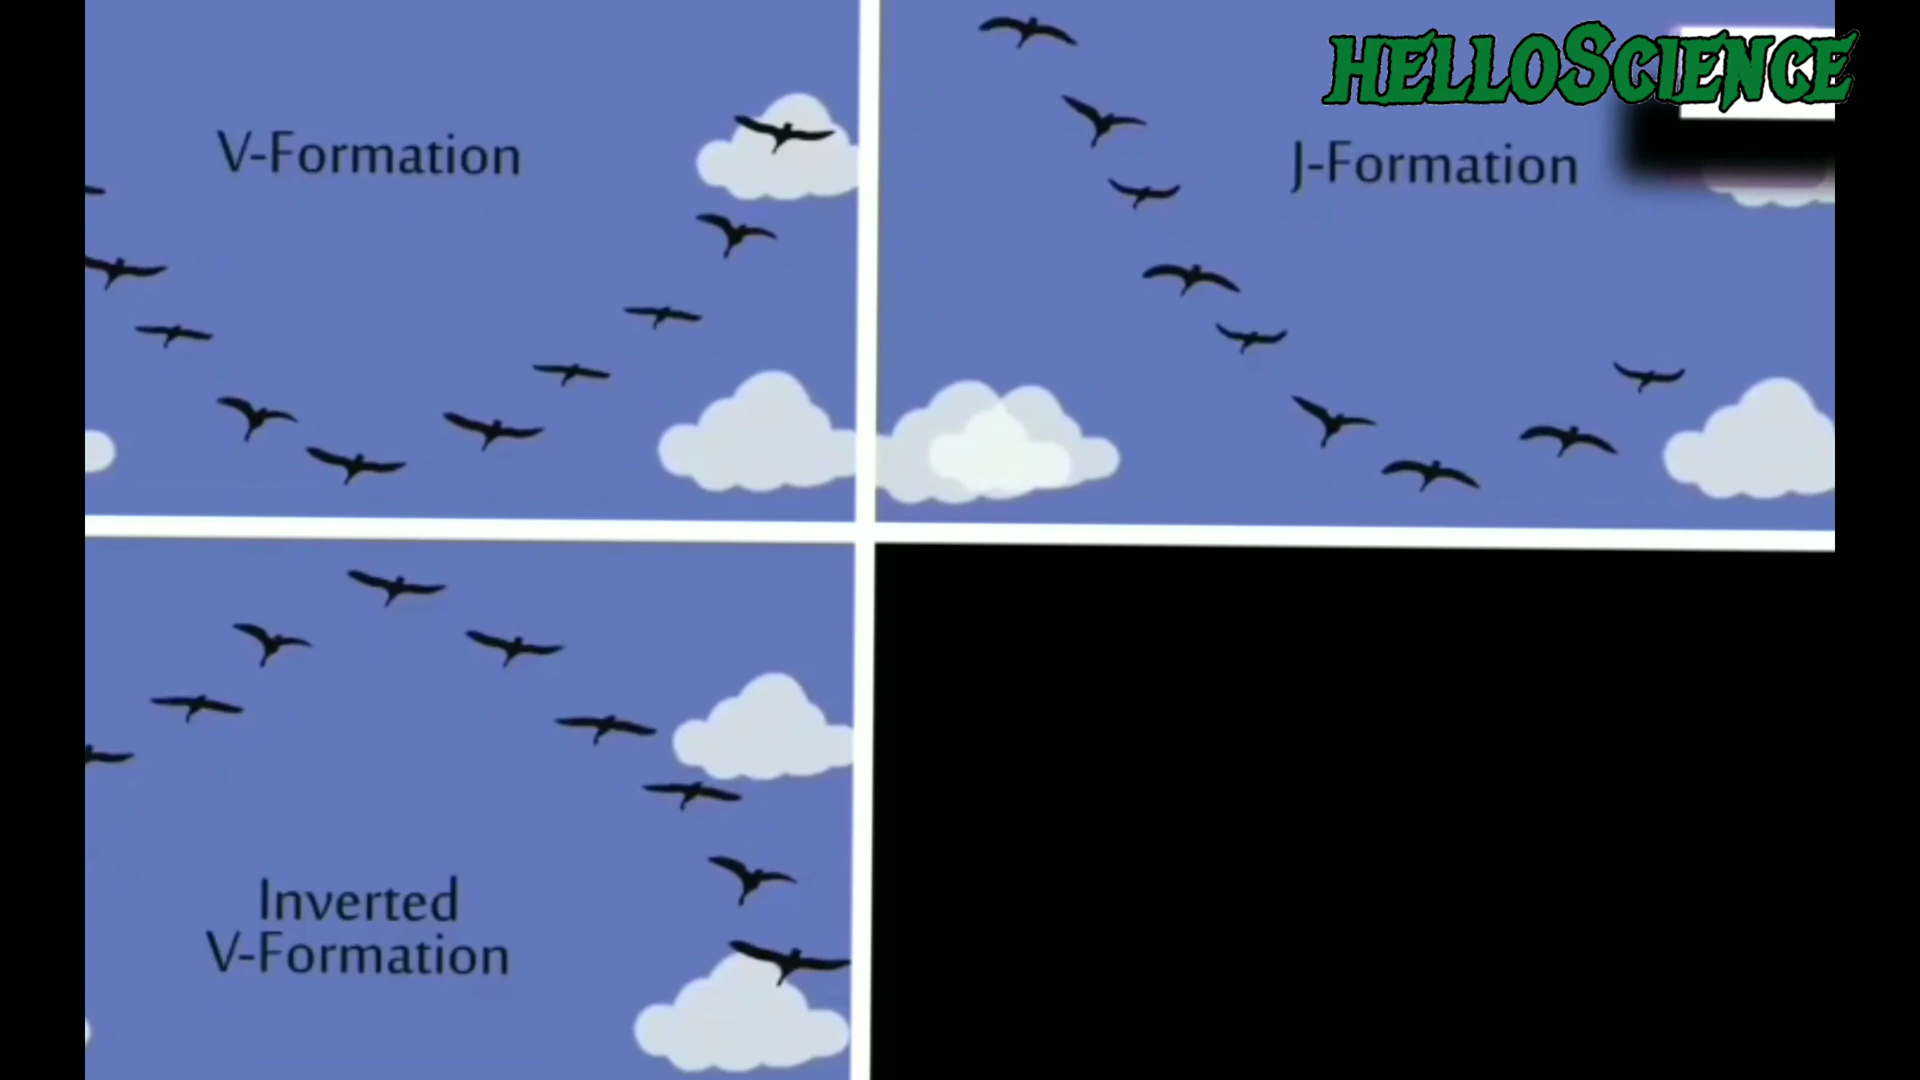 HELLOSCIENCE
V-Formation
J-Formation
Inverted
V-Formation